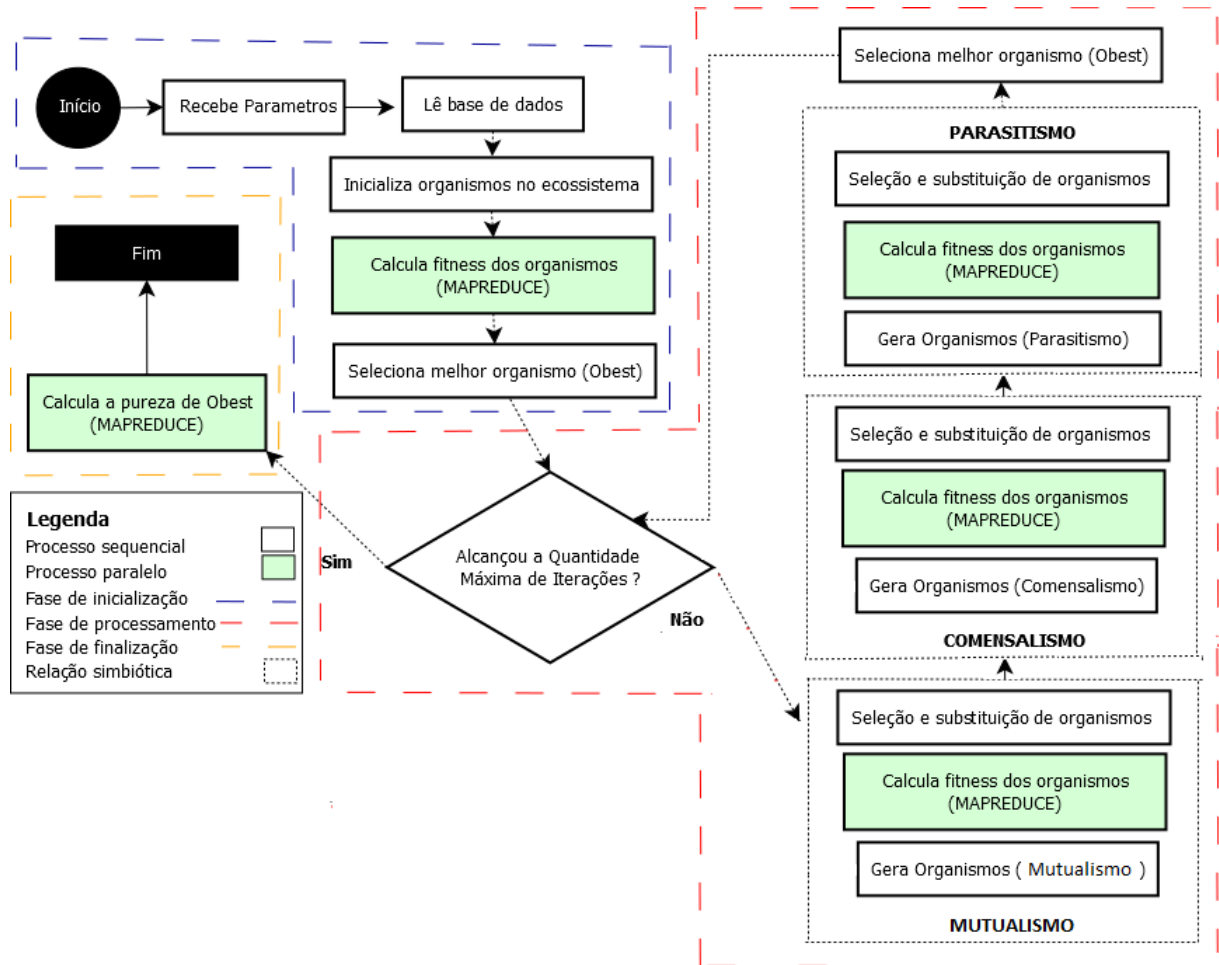 Início
Recebe Parametros
Lê base de dados
Inicializa organismos no ecossistema
Calcula fitness dos organismos
(MAPREDUCE)
Seleciona melhor organismo (Obest)
Fim
Calcula a pureza de Obest
(MAPREDUCE)
Legenda
Processo sequencial
Processo paralelo
Fase de inicialização
Fase de processamento
Fase de finalização
Relação simbiótica
Sim
Alcançou a Quantidade
Máxima de Iterações ?
Não
Seleciona melhor organismo (Obest)
PARASITISMO
Seleção e substituição de organismos
Calcula fitness dos organismos
(MAPREDUCE)
Gera Organismos (Parasitismo)
Seleção e substituição de organismos
Calcula fitness dos organismos
(MAPREDUCE)
Gera Organismos (Comensalismo)
COMENSALISMO
Seleção e substituição de organismos
Calcula fitness dos organismos
(MAPREDUCE)
Gera Organismos ( Mutualismo )
MUTUALISMO